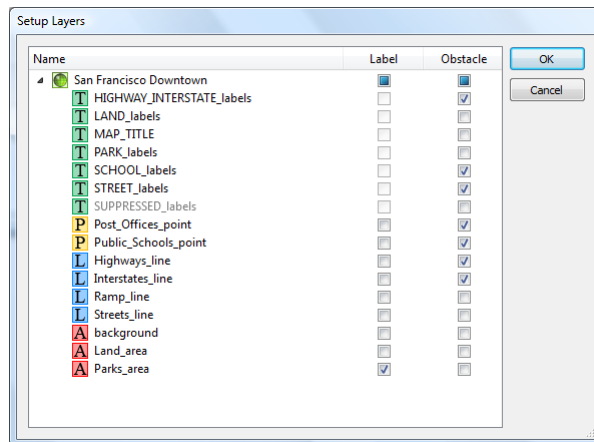 Setup Layers
Name Label Obstacle
San Francisco Downtown
T HIGHWAY_INTERSTATE_labels
T LAND_labels
T MAP_TITLE
T PARK_labels
T SCHOOL_labels
T STREET_labels
T SUPPRESSED_labels
P Post_Offices_point
P Public_Schools_point
L Highways_line
L Interstates_line
L Ramp_line
L Streets_line
A background
A Land_area
A Parks_area
OK
Cancel